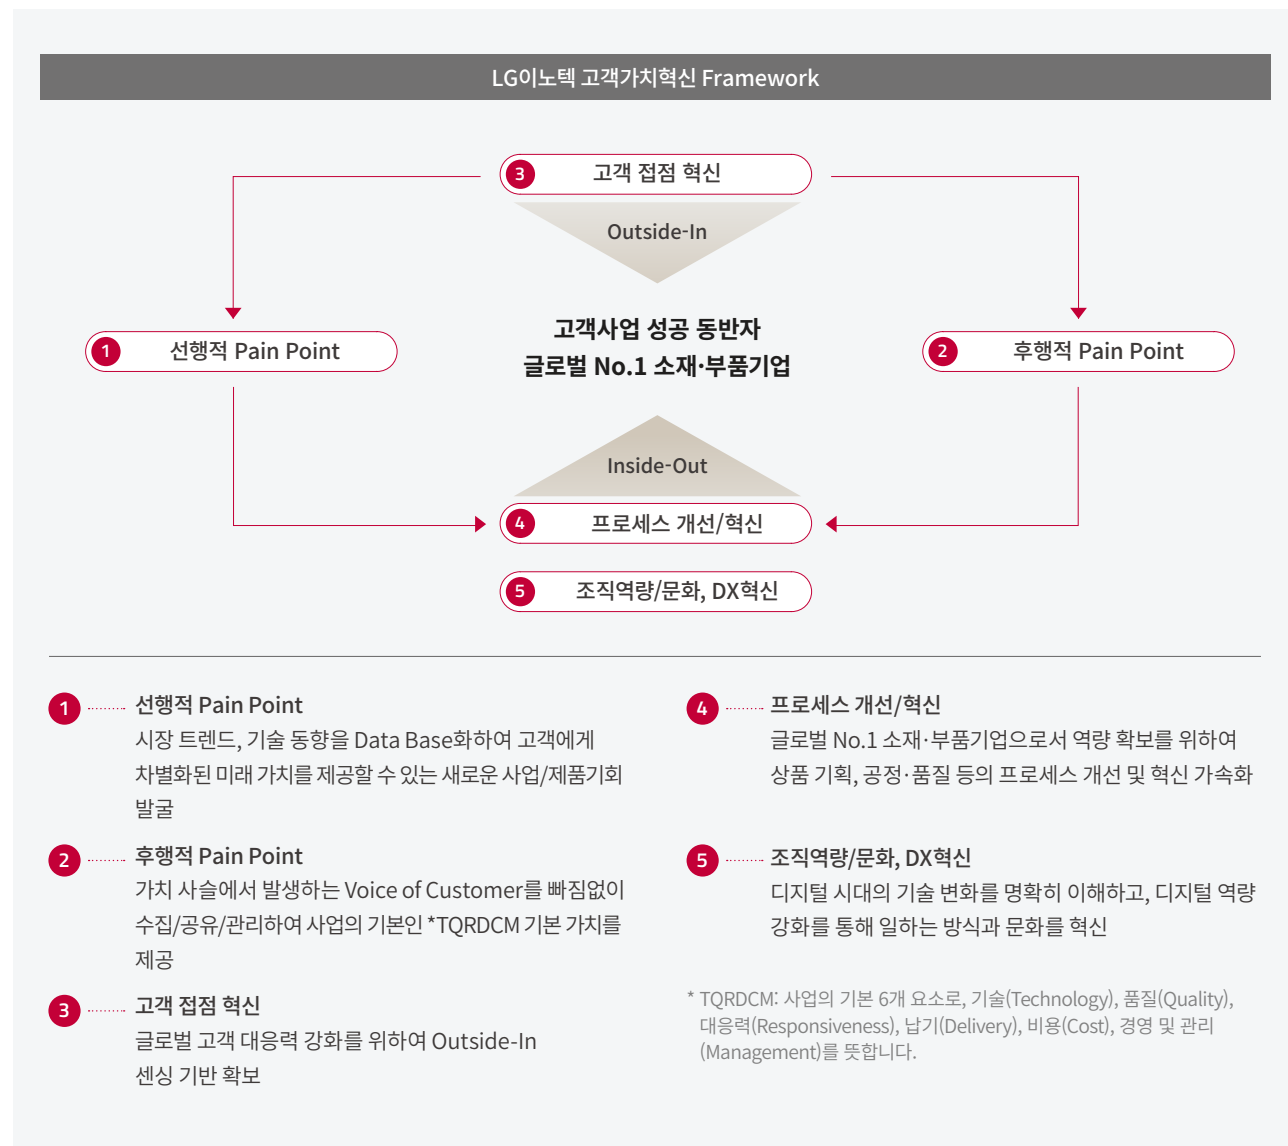 LG이노텍 고객가치혁신 Framework
3 고객 접점 혁신
Outside-In
고객사업 성공 동반자
글로벌 No.1 소재·부품기업
1 선행적 Pain Point
2 후행적 Pain Point
Inside-Out
4 프로세스 개선/혁신
5 조직역량/문화, DX혁신
1 선행적 Pain Point
시장 트렌드, 기술 동향을 Data Base화하여 고객에게
차별화된 미래 가치를 제공할 수 있는 새로운 사업/제품기회
발굴
2 후행적 Pain Point
가치 사슬에서 발생하는 Voice of Customer를 빠짐없이
수집/공유/관리하여 사업의 기본인 *TQRDCM 기본 가치를
제공
3 고객 접점 혁신
글로벌 고객 대응력 강화를 위하여 Outside-In
센싱 기반 확보
4 프로세스 개선/혁신
글로벌 No.1 소재·부품기업으로서 역량 확보를 위하여
상품 기획, 공정·품질 등의 프로세스 개선 및 혁신 가속화
5 조직역량/문화, DX혁신
디지털 시대의 기술 변화를 명확히 이해하고, 디지털 역량
강화를 통해 일하는 방식과 문화를 혁신
* TQRDCM: 사업의 기본 6개 요소로, 기술(Technology), 품질(Quality),
대응력(Responsiveness), 납기(Delivery), 비용(Cost), 경영 및 관리
(Management)를 뜻합니다.